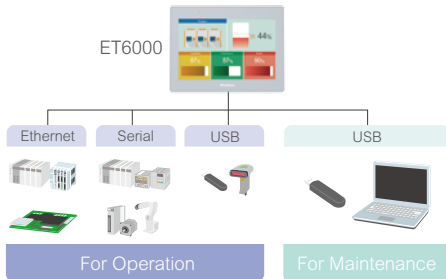 ET6000
44%
Ethernet
Serial
USB
USB
For Operation
For Maintenance